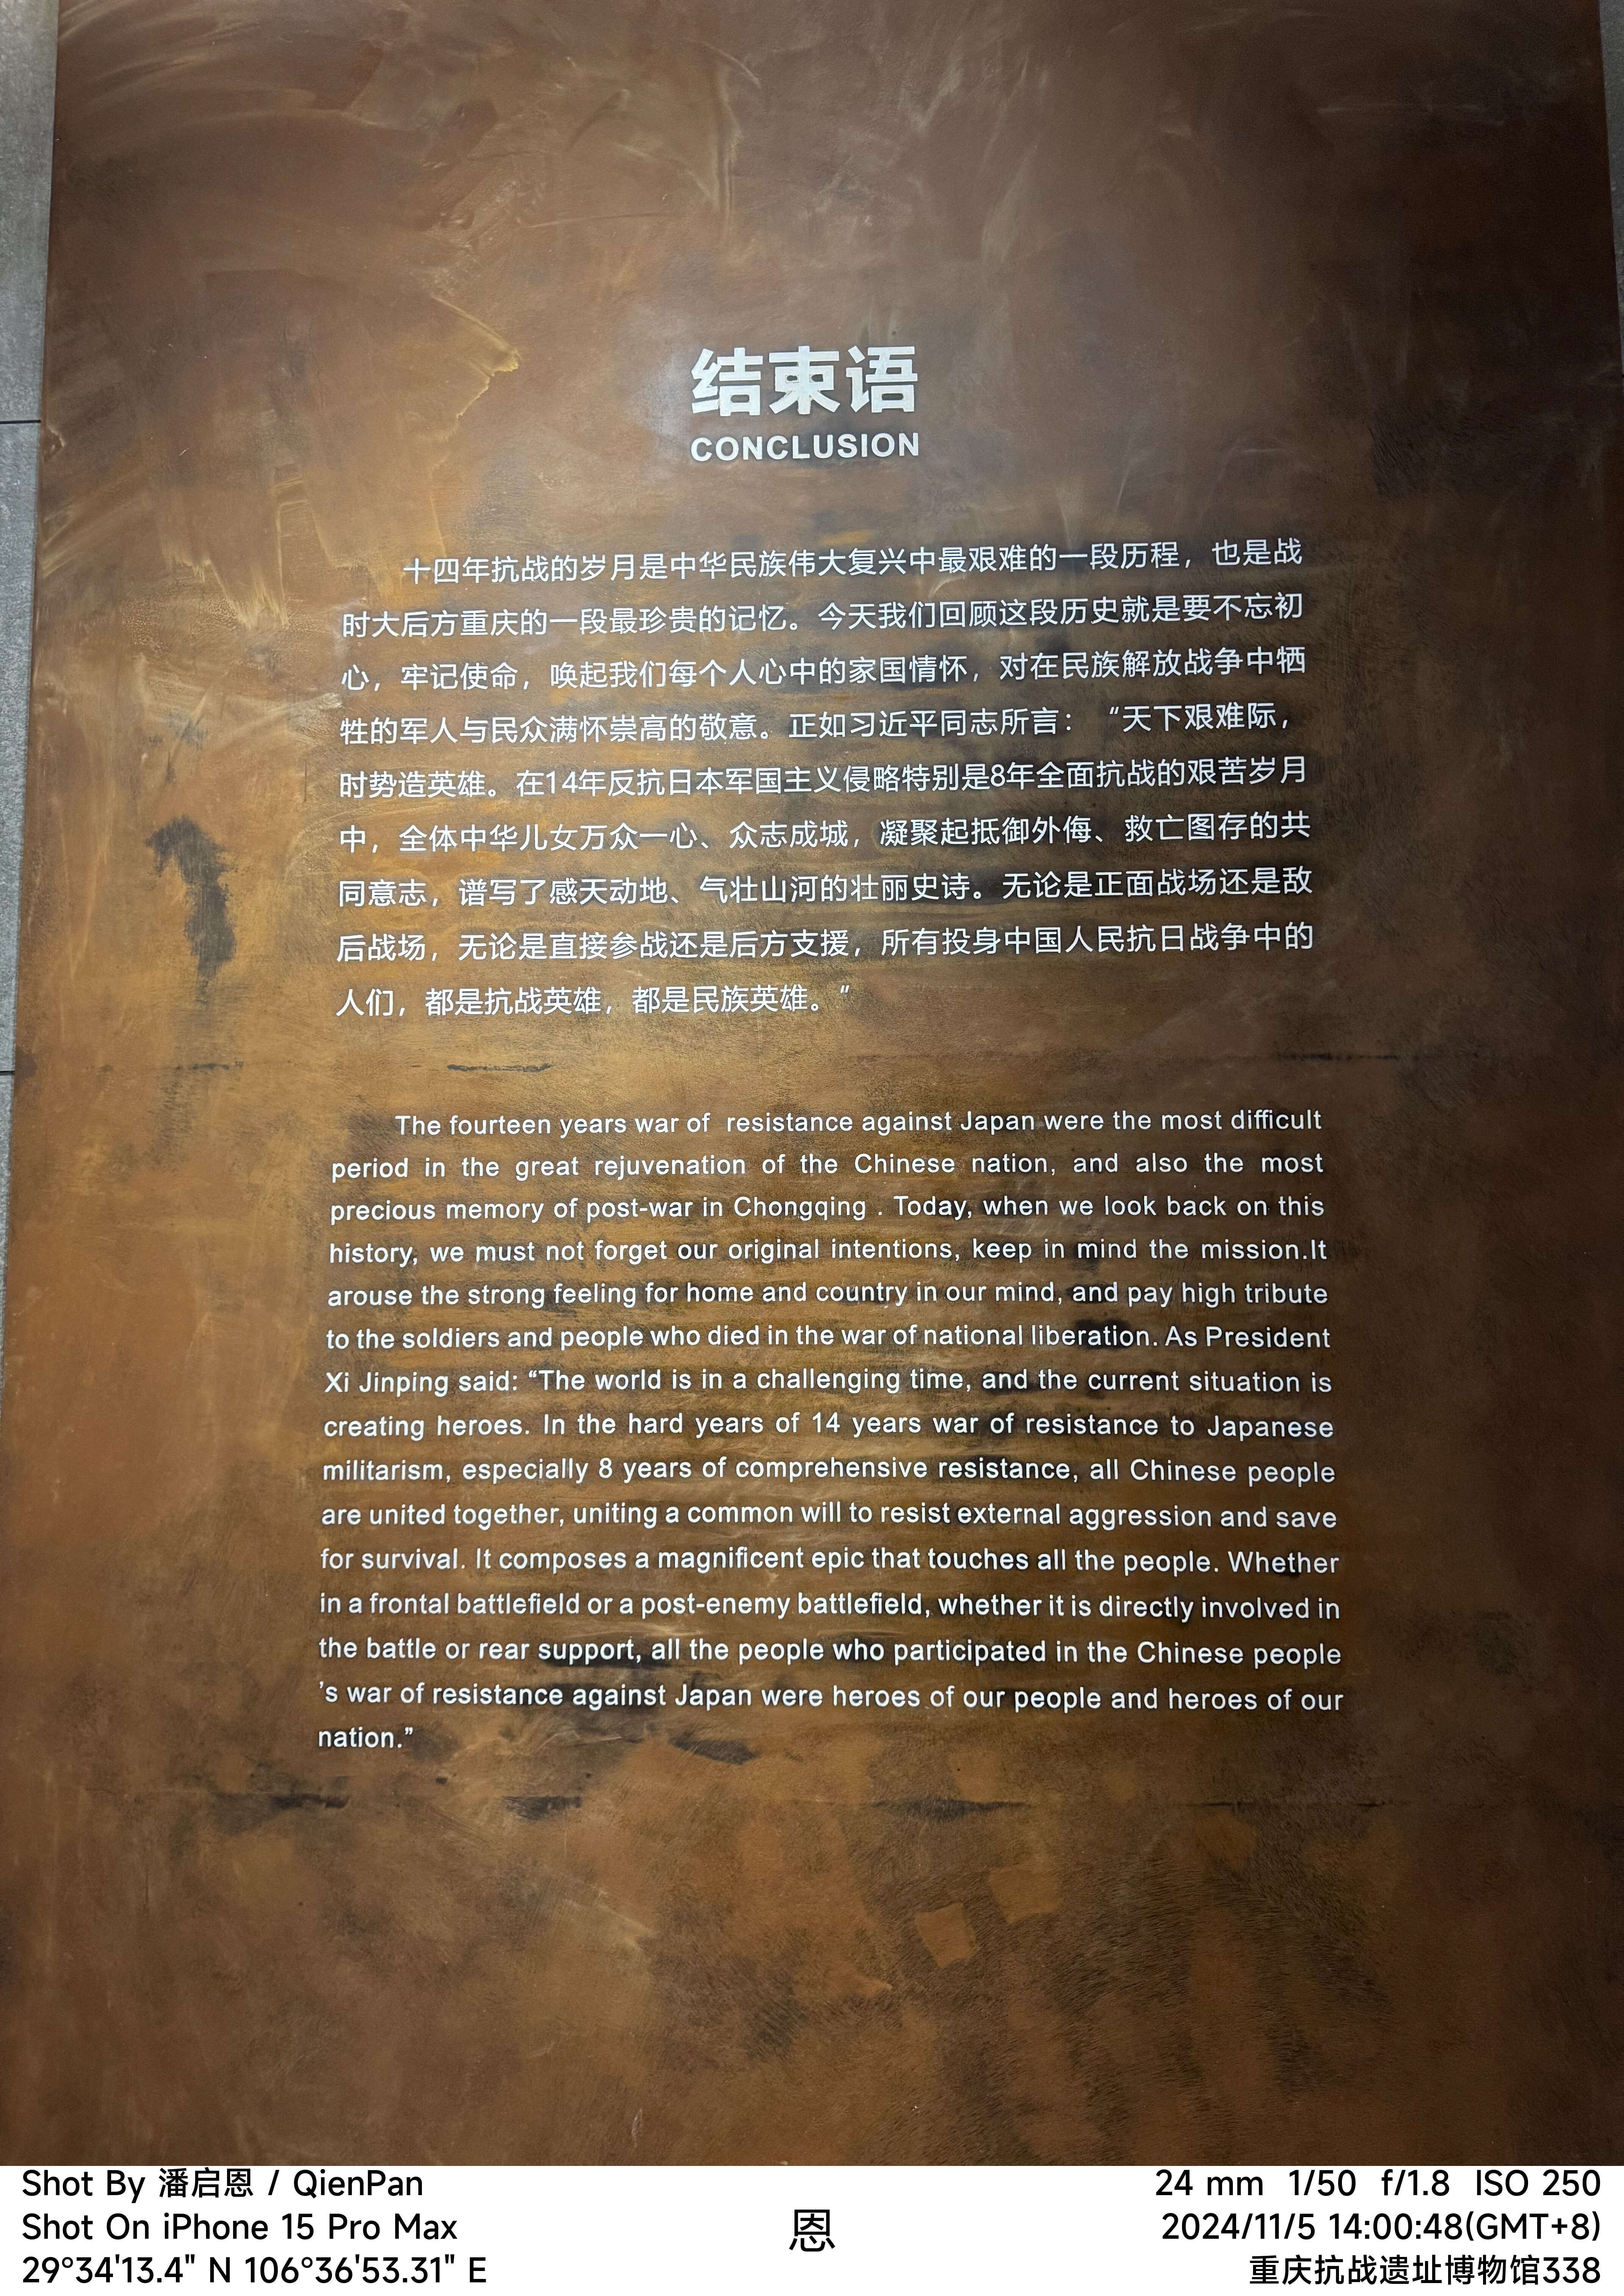 结束语
CONCLUSION
十四年抗战的岁月是中华民族伟大复兴中最艰难的一段历程，也是战
时大后方重庆的一段最珍贵的记忆。今天我们回顾这段历史就是要不忘初
心，牢记使命，唤起我们每个人心中的家国情怀，对在民族解放战争中牺
牲的军人与民众满怀崇高的敬意。正如习近平同志所言：“天下艰难际，
时势造英雄。在14年反抗日本军国主义侵略特别是8年全面抗战的艰苦岁月
中，全体中华儿女万众一心、众志成城，凝聚起抵御外侮、救亡图存的共
同意志，谱写了感天动地、气壮山河的壮丽史诗。无论是正面战场还是敌
后战场，无论是直接参战还是后方支援，所有投身中国人民抗日战争中的
人们，都是抗战英雄，都是民族英雄。”
The fourteen years war of resistance against Japan were the most difficult
period in the great rejuvenation of the Chinese nation, and also the most
precious memory of post-war in Chongqing . Today, when we look back on this
history, we must not forget our original intentions, keep in mind the mission.It
arouse the strong feeling for home and country in our mind, and pay high tribute
to the soldiers and people who died in the war of national liberation. As President
Xi Jinping said: “The world is in a challenging time, and the current situation is
creating heroes. In the hard years of 14 years war of resistance to Japanese
militarism, especially 8 years of comprehensive resistance, all Chinese people
are united together, uniting a common will to resist external aggression and save
for survival. It composes a magnificent epic that touches all the people. Whether
in a frontal battlefield or a post-enemy battlefield, whether it is directly involved in
the battle or rear support, all the people who participated in the Chinese people
’s war of resistance against Japan were heroes of our people and heroes of our
nation.”
Shot By 潘启恩 / QienPan
Shot On iPhone 15 Pro Max
29°34'13.4" N 106°36'53.31" E
恩
24 mm 1/50 f/1.8 ISO 250
2024/11/5 14:00:48(GMT+8)
重庆抗战遗址博物馆338